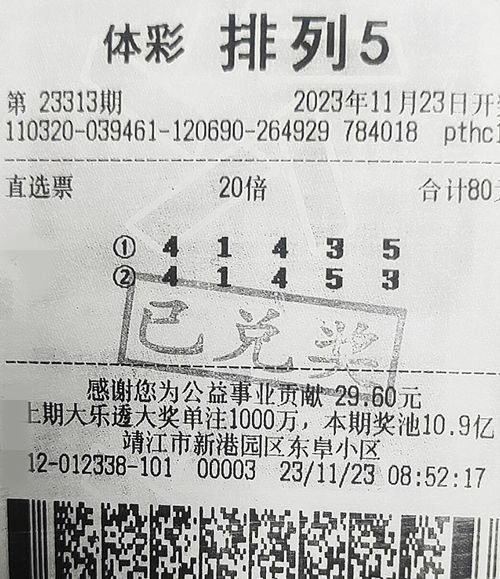 体彩 排列5
第 23313期 2023年11月23日开奖
110320-039461-120690-264929 784018 pthc
直选票 20倍 合计80元
① 4 1 4 3 5
② 4 1 4 5 3
已兑奖
感谢您为公益事业贡献 29.60元
上期大乐透大奖单注1000万，本期奖池10.9亿
靖江市新港园区东阜小区
12-012338-101 00003 23/11/23 08:52:17